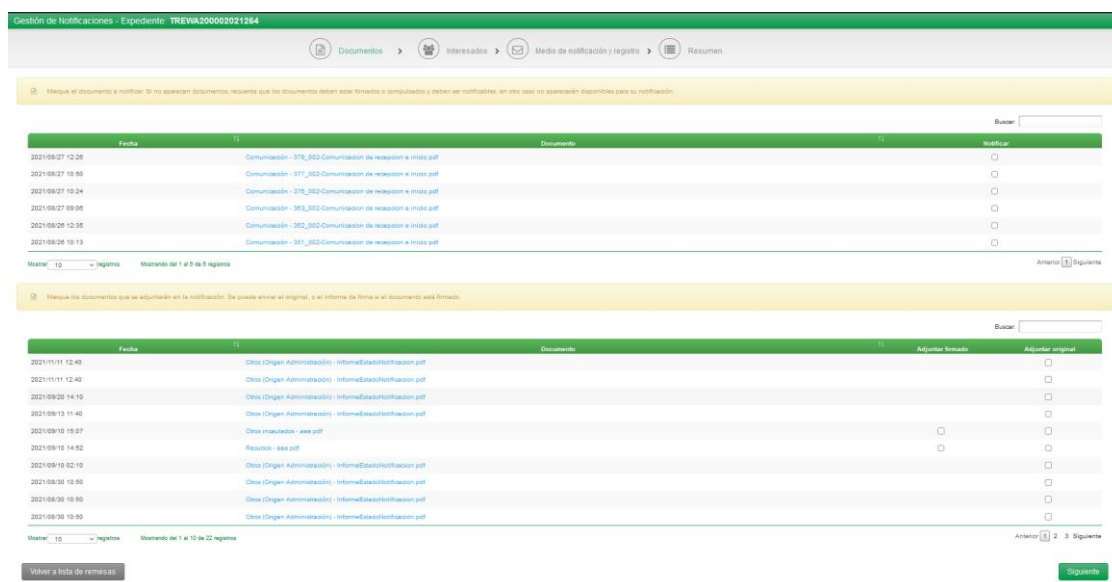 Gestión de Notificaciones - Expediente: TREWA200002021264
Documentos > Interesados > Medio de notificación y registro > Resumen
Marque el documento a notificar. Si no aparecen documentos, recuerde que los documentos deben estar firmados o compulsados y deben ser notificables, en otro caso no aparecerán disponibles para su notificación.
Buscar:
Fecha Documento Notificar
2021/08/27 12:26 Comunicación - 378_002-Comunicacion de recepcion e inicio.pdf
2021/08/27 10:50 Comunicación - 377_002-Comunicacion de recepcion e inicio.pdf
2021/08/27 10:24 Comunicación - 376_002-Comunicacion de recepcion e inicio.pdf
2021/08/27 09:06 Comunicación - 353_002-Comunicacion de recepcion e inicio.pdf
2021/08/26 12:35 Comunicación - 352_002-Comunicacion de recepcion e inicio.pdf
2021/08/26 10:13 Comunicación - 351_002-Comunicacion de recepcion e inicio.pdf
Mostrar 10 registros Mostrando del 1 al 6 de 6 registros Anterior 1 Siguiente
Marque los documentos que se adjuntarán en la notificación. Se puede enviar el original, o el informe de firma si el documento está firmado.
Buscar:
Fecha Documento Adjuntar firmado Adjuntar original
2021/11/11 12:40 Otros (Origen Administración) - InformeEstadoNotificacion.pdf
2021/11/11 12:40 Otros (Origen Administración) - InformeEstadoNotificacion.pdf
2021/09/20 14:10 Otros (Origen Administración) - InformeEstadoNotificacion.pdf
2021/09/13 11:40 Otros (Origen Administración) - InformeEstadoNotificacion.pdf
2021/09/10 15:07 Otros incautados - aaa.pdf
2021/09/10 14:52 Recursos - aaa.pdf
2021/09/10 02:10 Otros (Origen Administración) - InformeEstadoNotificacion.pdf
2021/08/30 10:50 Otros (Origen Administración) - InformeEstadoNotificacion.pdf
2021/08/30 10:50 Otros (Origen Administración) - InformeEstadoNotificacion.pdf
2021/08/30 10:50 Otros (Origen Administración) - InformeEstadoNotificacion.pdf
Mostrar 10 registros Mostrando del 1 al 10 de 22 registros Anterior 1 2 3 Siguiente
Volver a lista de remesas Siguiente